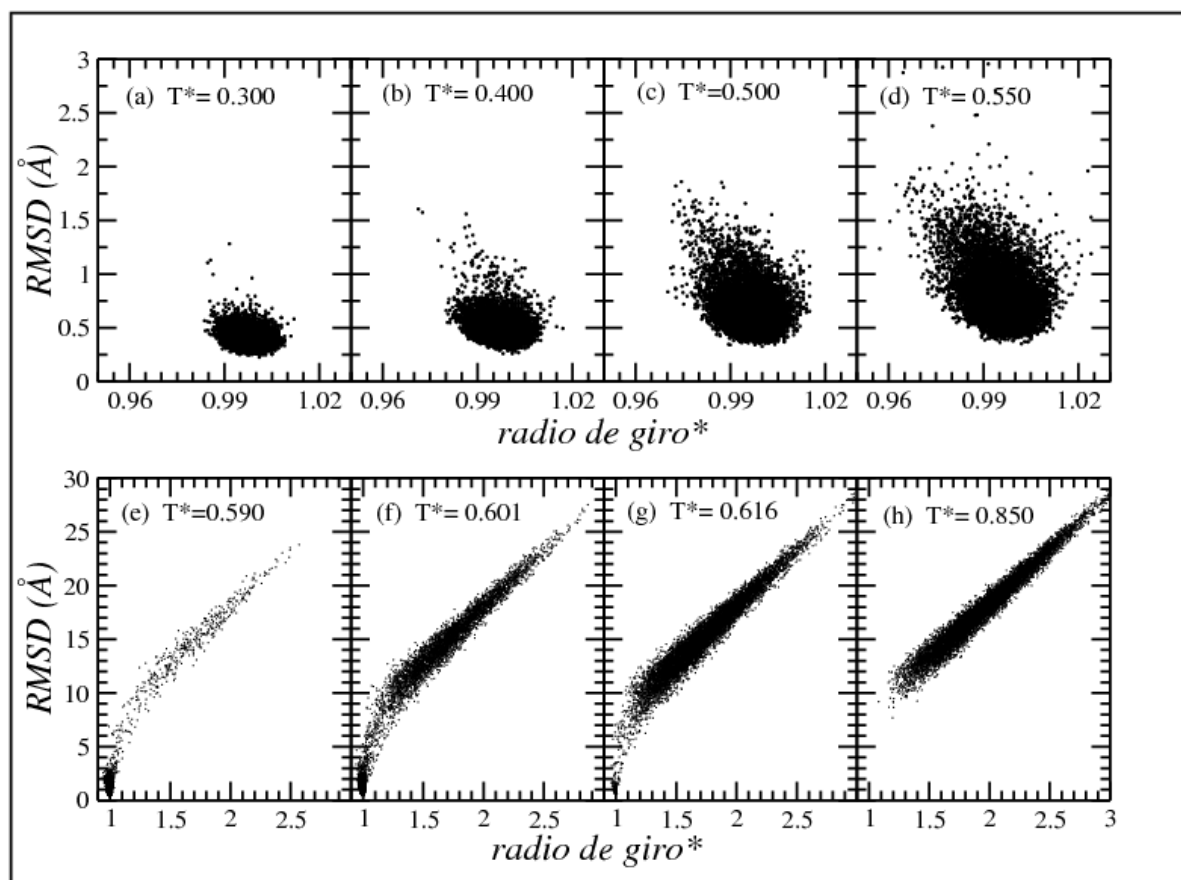 (a) T*= 0.300
(b) T*= 0.400
(c) T*=0.500
(d) T*=0.550
3
2.5
2
1.5
1
0.5
0
RMSD (Å)
0.96 0.99 1.02 0.96 0.99 1.02 0.96 0.99 1.02 0.96 0.99 1.02
radio de giro*
(e) T*=0.590
(f) T*= 0.601
(g) T*= 0.616
(h) T*= 0.850
30
25
20
15
10
5
0
RMSD (Å)
1 1.5 2 2.5 1 1.5 2 2.5 1 1.5 2 2.5 1 1.5 2 2.5 3
radio de giro*